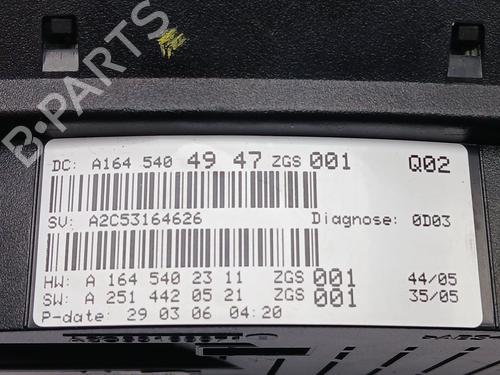 B-PARTS
DC: A164 540 49 47 ZGS 001 Q02
SV: A2C53164626 Diagnose: 0D03
HW: A 164 540 23 11 ZGS 001 44/05
SW: A 251 442 05 21 ZGS 001 35/05
P-date: 29 03 06 04:20